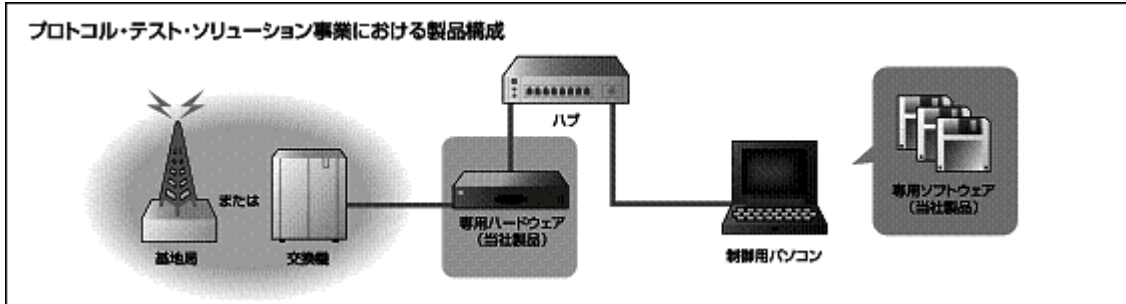 プロトコル・テスト・ソリューション事業における製品構成
ハブ
または
基地局
交換機
専用ハードウェア
（当社製品）
制御用パソコン
専用ソフトウェア
（当社製品）